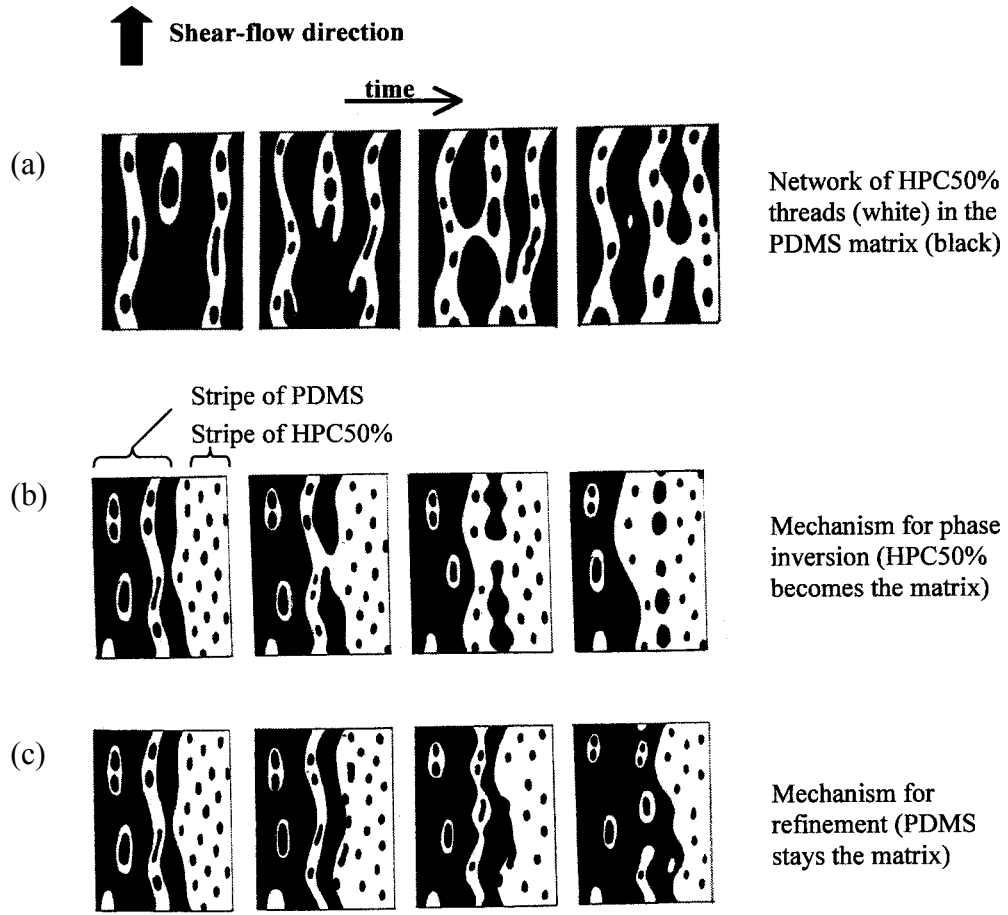 Shear-flow direction
time
(a)
Network of HPC50%
threads (white) in the
PDMS matrix (black)
Stripe of PDMS
Stripe of HPC50%
(b)
Mechanism for phase
inversion (HPC50%
becomes the matrix)
(c)
Mechanism for
refinement (PDMS
stays the matrix)